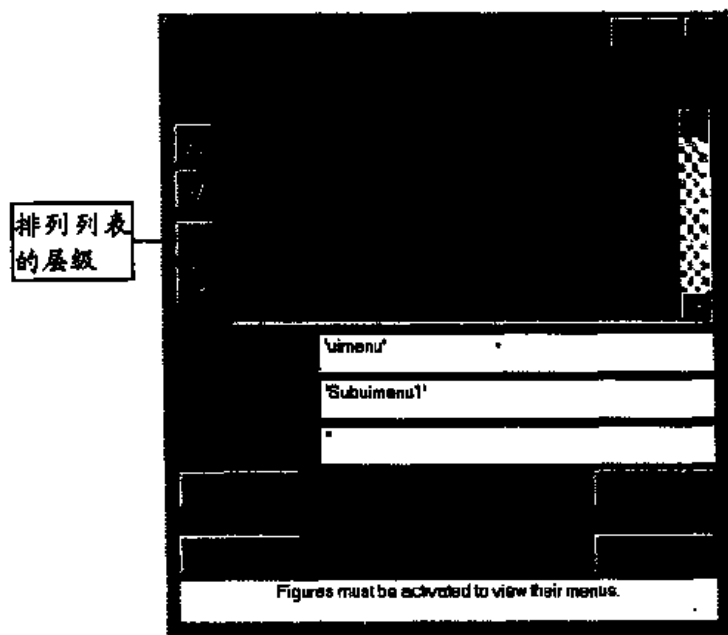 排列列表
的层级
'uimenu'
'Subuimenu1'
Figures must be activated to view their menus.